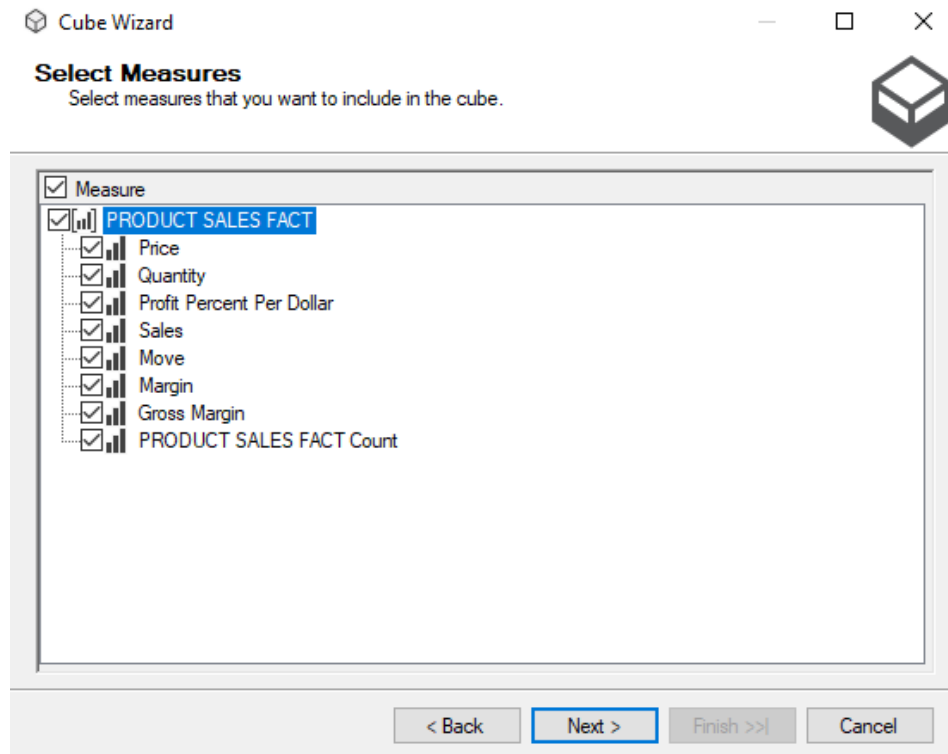 Cube Wizard
Select Measures
Select measures that you want to include in the cube.
Measure
PRODUCT SALES FACT
Price
Quantity
Profit Percent Per Dollar
Sales
Move
Margin
Gross Margin
PRODUCT SALES FACT Count
< Back
Next >
Finish >>|
Cancel